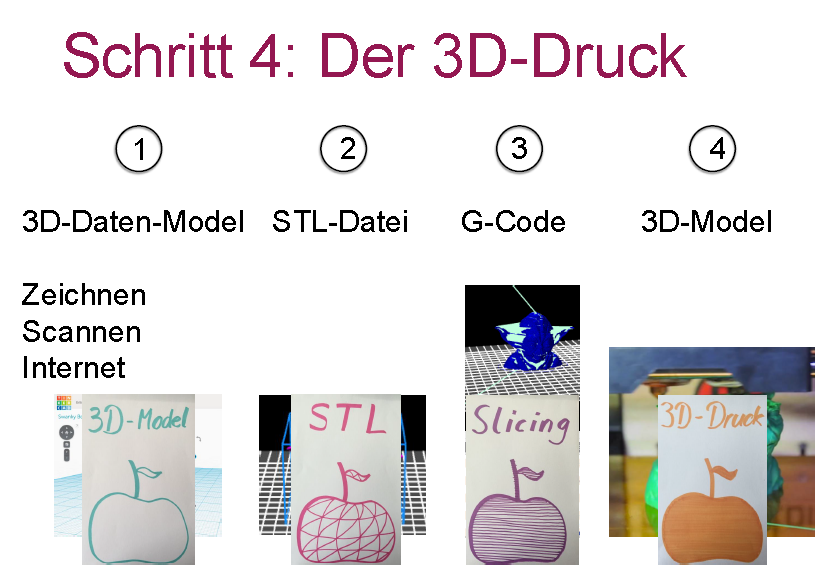 Schritt 4: Der 3D-Druck
1
2
3
4
3D-Daten-Model
STL-Datei
G-Code
3D-Model
Zeichnen
Scannen
Internet
3D-Model
STL
Slicing
3D-Druck